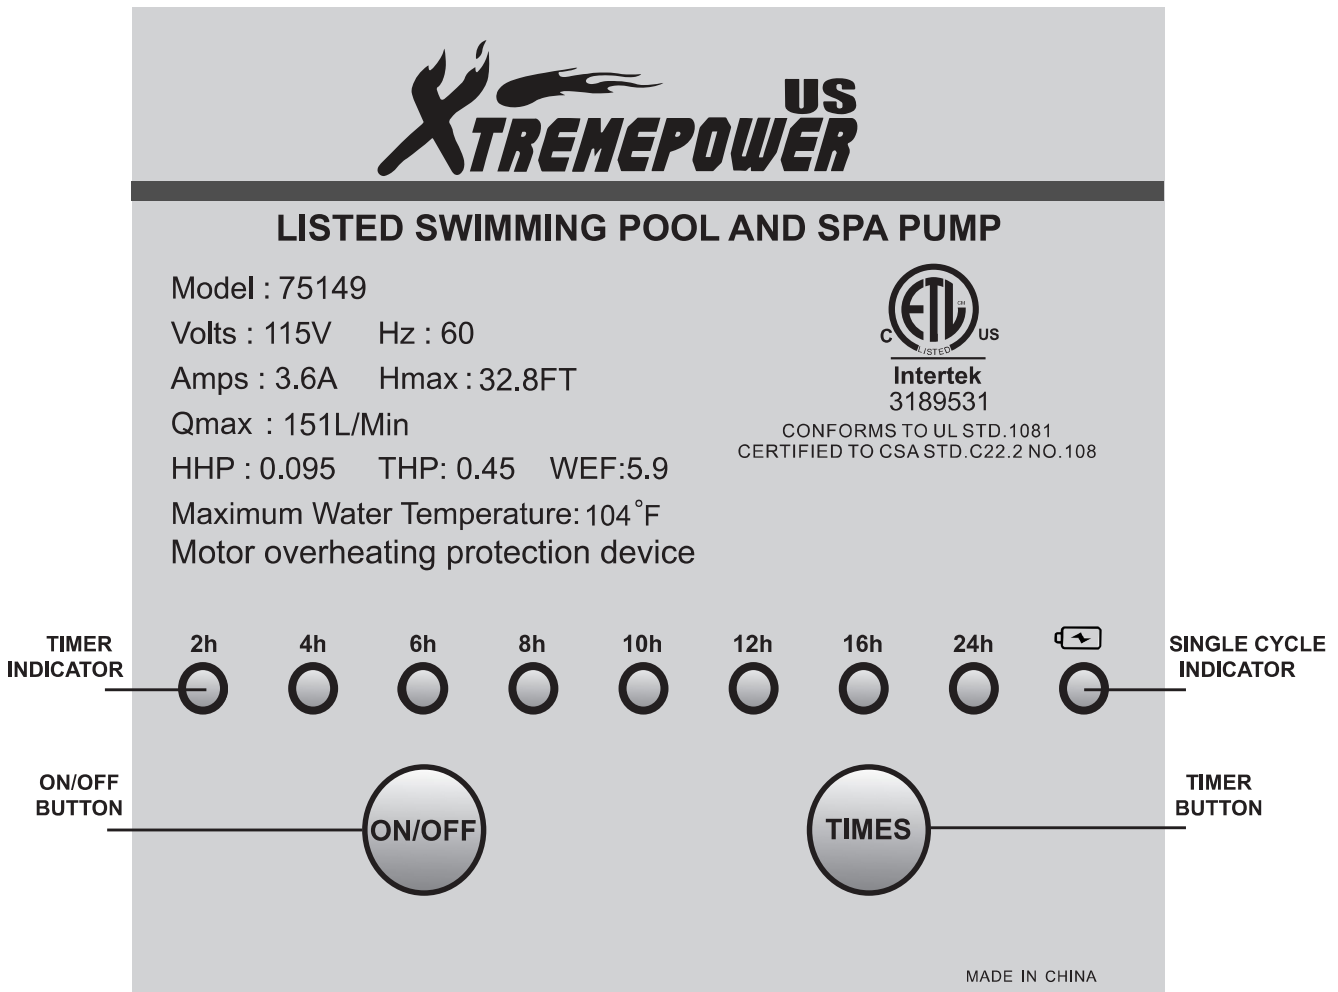 XTREMEPOWER US
LISTED SWIMMING POOL AND SPA PUMP
Model : 75149
Volts : 115V Hz : 60
Amps : 3.6A Hmax : 32.8FT
Qmax : 151L/Min
HHP : 0.095 THP: 0.45 WEF:5.9
Maximum Water Temperature: 104°F
Motor overheating protection device
ETL CM
C US
LISTED
Intertek
3189531
CONFORMS TO UL STD.1081
CERTIFIED TO CSA STD.C22.2 NO.108
TIMER
INDICATOR
2h 4h 6h 8h 10h 12h 16h 24h
SINGLE CYCLE
INDICATOR
ON/OFF
BUTTON
ON/OFF
TIMES
TIMER
BUTTON
MADE IN CHINA